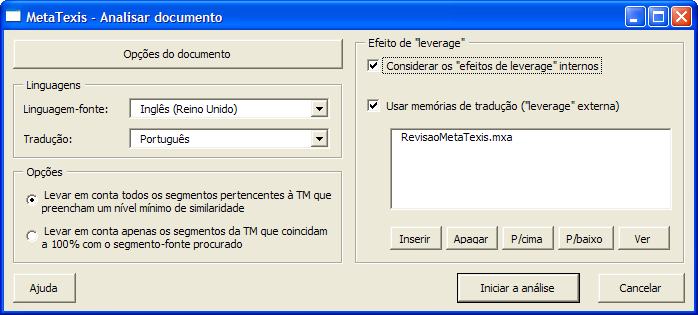 MetaTexis - Analisar documento
Opções do documento
Linguagens
Linguagem-fonte:
Inglês (Reino Unido)
Tradução:
Português
Opções
Levar em conta todos os segmentos pertencentes à TM que
preencham um nível mínimo de similaridade
Levar em conta apenas os segmentos da TM que coincidam
a 100% com o segmento-fonte procurado
Efeito de "leverage"
Considerar os "efeitos de leverage" internos
Usar memórias de tradução ("leverage" externa)
RevisaoMetaTexis.mxa
Inserir
Apagar
P/cima
P/baixo
Ver
Ajuda
Iniciar a análise
Cancelar